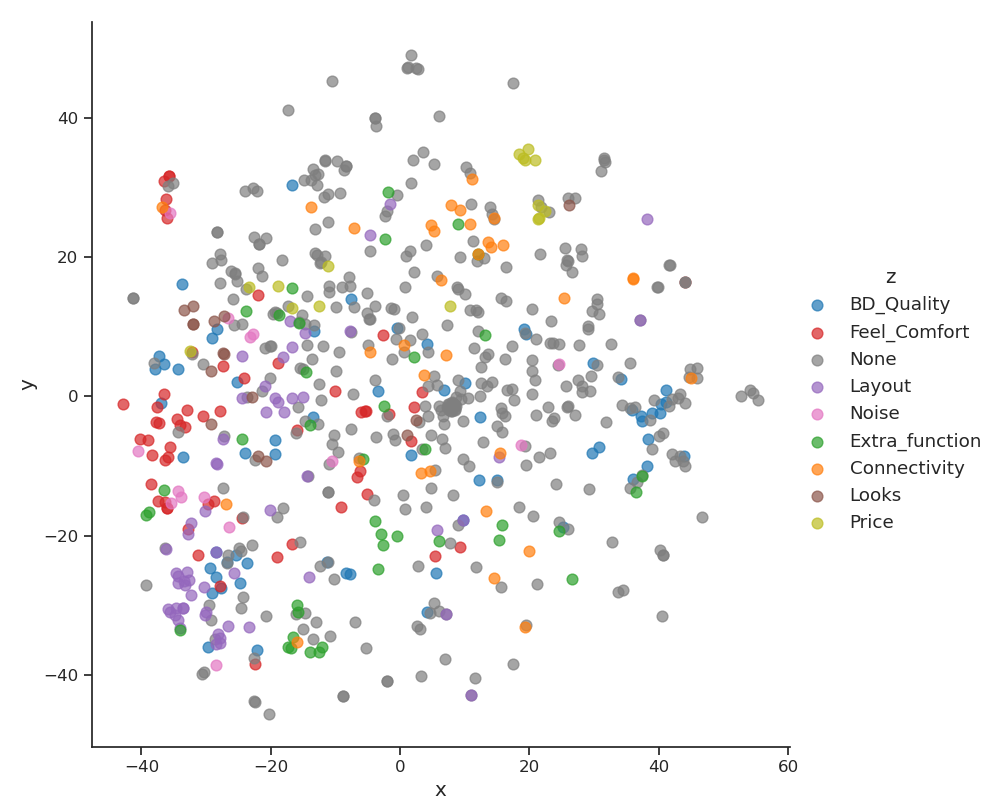 40
20
0
−20
−40
y
−40 −20 0 20 40 60
x
z
BD_Quality
Feel_Comfort
None
Layout
Noise
Extra_function
Connectivity
Looks
Price